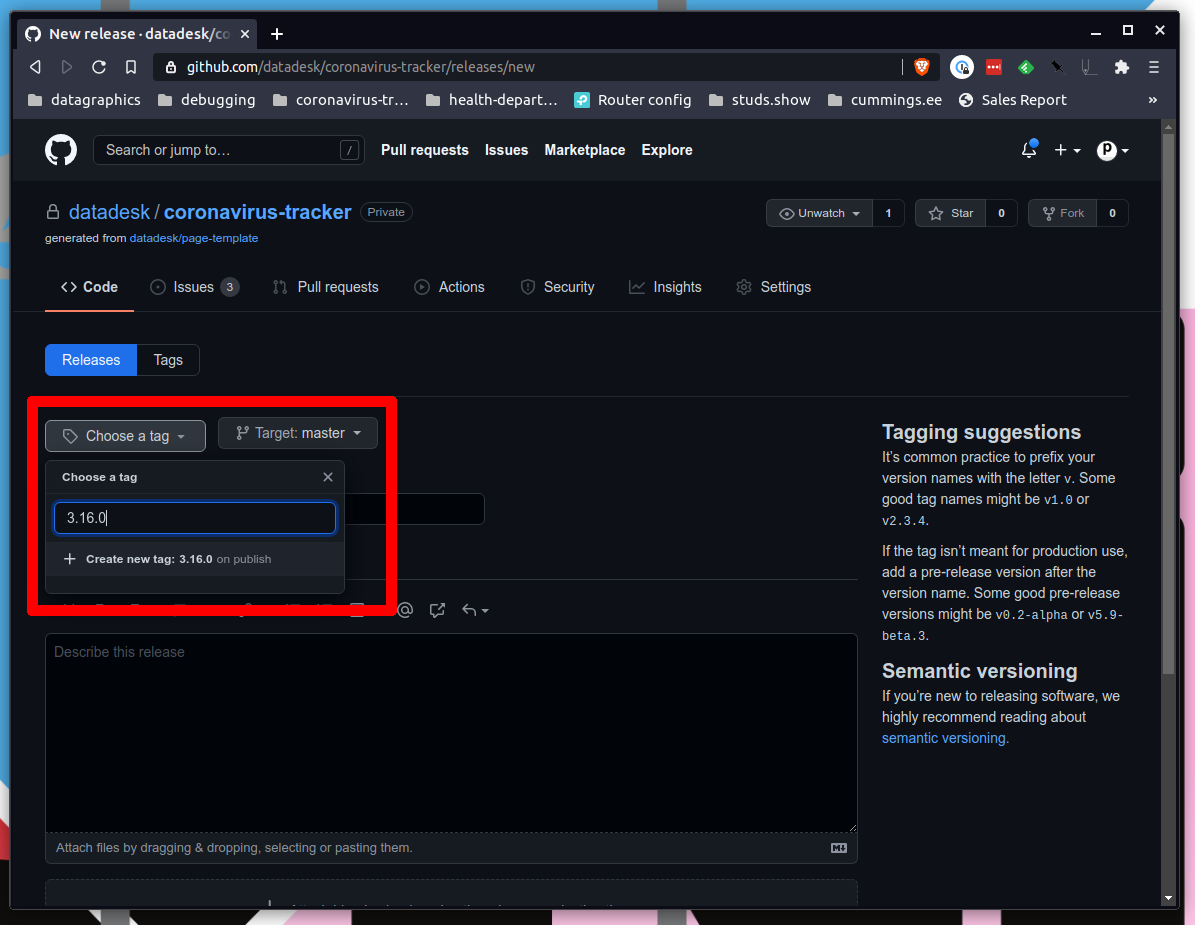 New release · datadesk/co
github.com/datadesk/coronavirus-tracker/releases/new
datagraphics debugging coronavirus-tr… health-depart… Router config studs.show cummings.ee Sales Report »
Search or jump to… / Pull requests Issues Marketplace Explore
datadesk / coronavirus-tracker Private
Unwatch 1 Star 0 Fork 0
generated from datadesk/page-template
Code Issues 3 Pull requests Actions Security Insights Settings
Releases Tags
Choose a tag Target: master
Choose a tag
3.16.0
Create new tag: 3.16.0 on publish
Describe this release
Attach files by dragging & dropping, selecting or pasting them.
Tagging suggestions
It's common practice to prefix your
version names with the letter v. Some
good tag names might be v1.0 or
v2.3.4.
If the tag isn't meant for production use,
add a pre-release version after the
version name. Some good pre-release
versions might be v0.2-alpha or v5.9-
beta.3.
Semantic versioning
If you're new to releasing software, we
highly recommend reading about
semantic versioning.